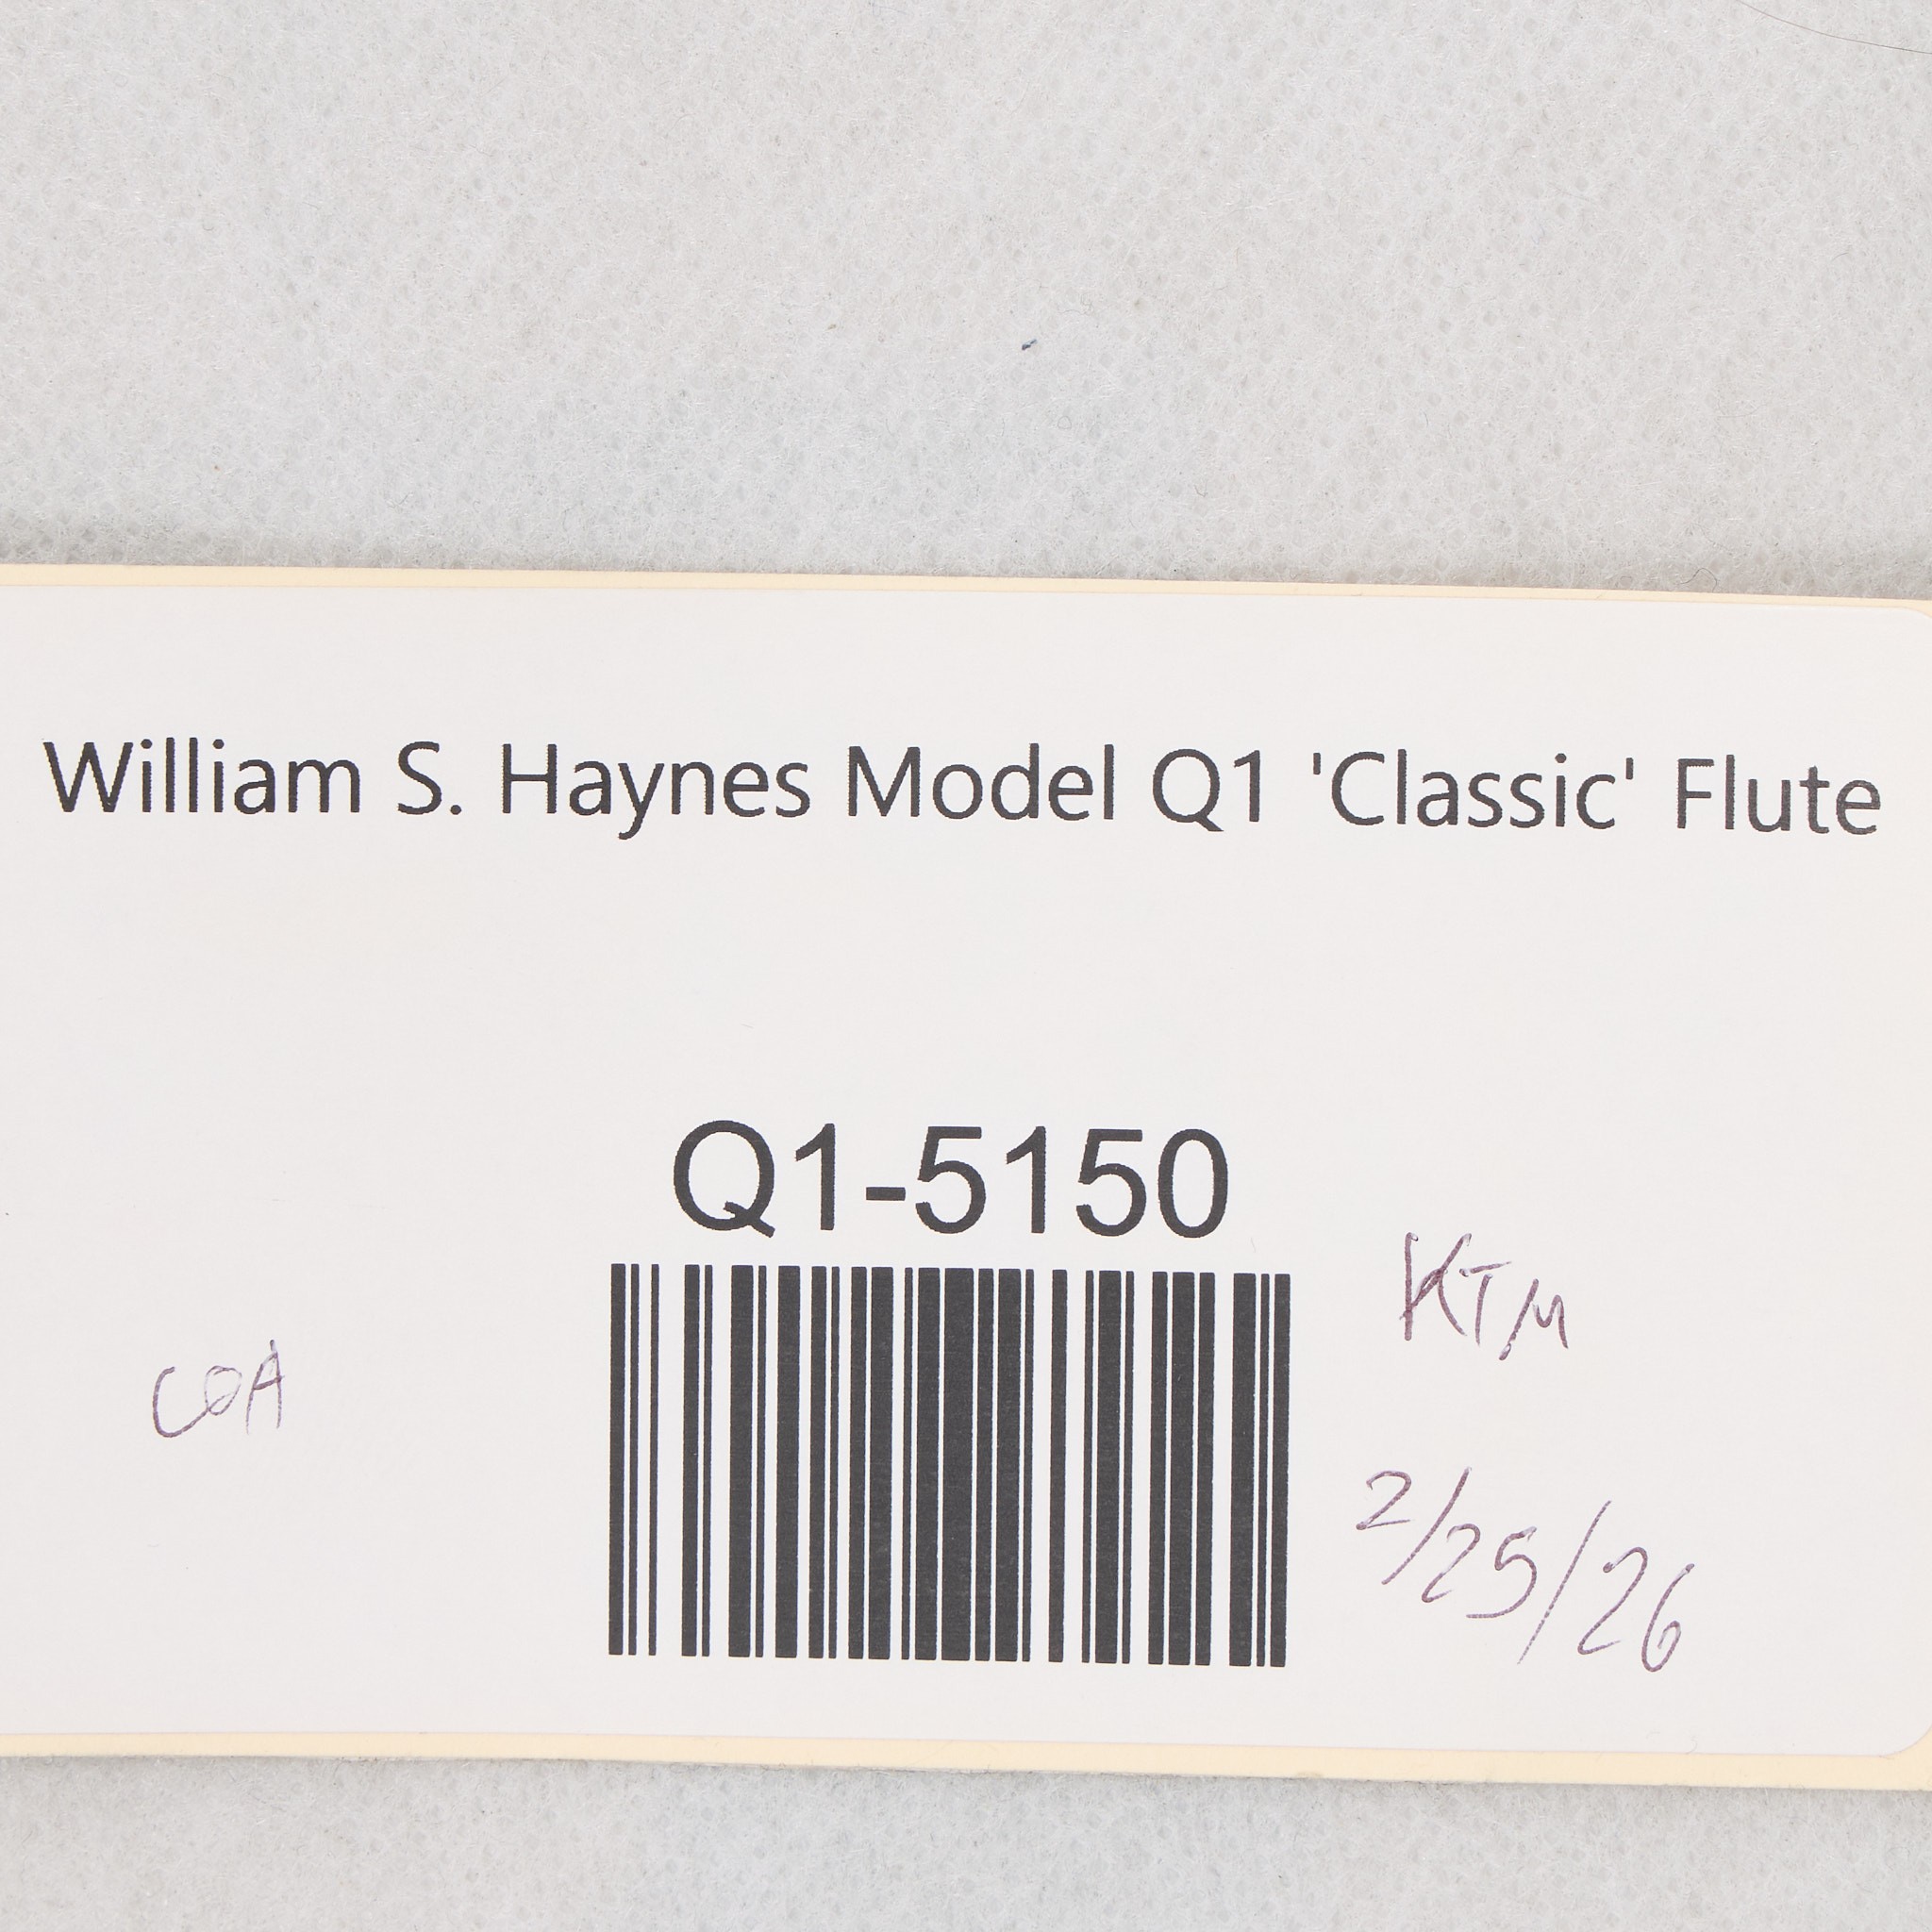 William S. Haynes Model Q1 'Classic' Flute
Q1-5150
KTM
COA
2/25/26